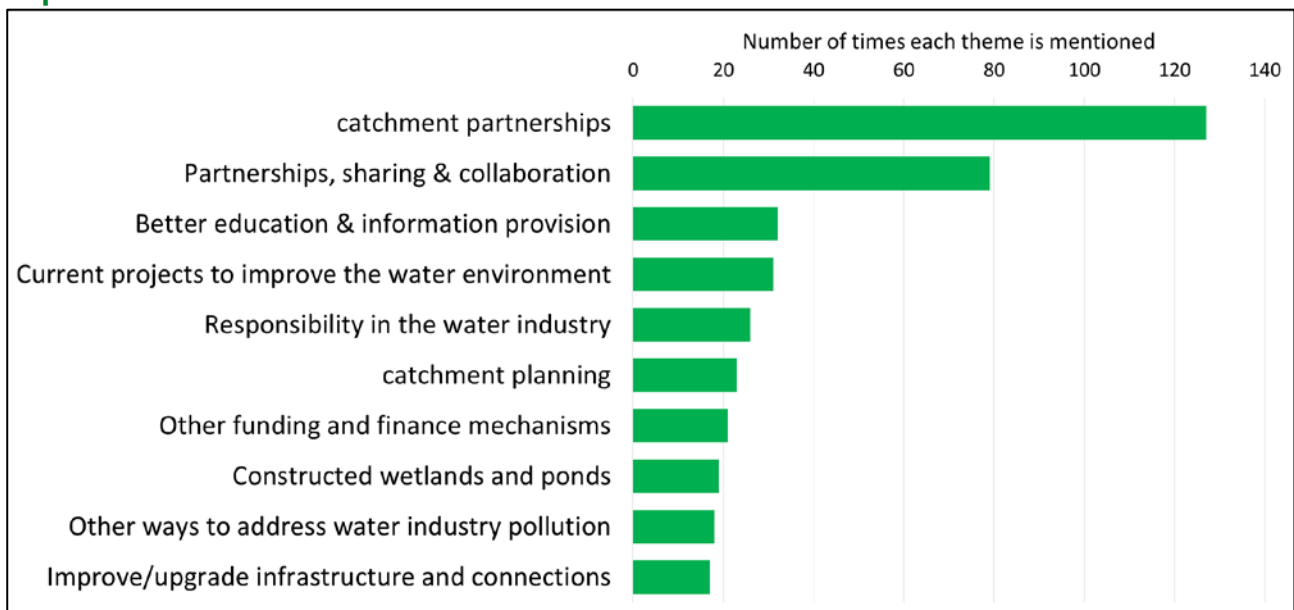 Number of times each theme is mentioned
0 20 40 60 80 100 120 140
catchment partnerships
Partnerships, sharing & collaboration
Better education & information provision
Current projects to improve the water environment
Responsibility in the water industry
catchment planning
Other funding and finance mechanisms
Constructed wetlands and ponds
Other ways to address water industry pollution
Improve/upgrade infrastructure and connections